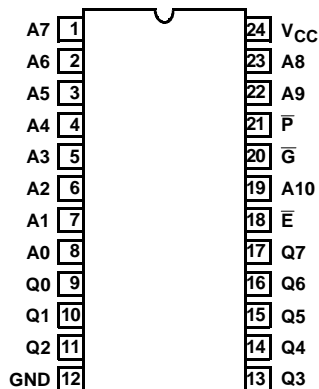 A7 1 24 VCC
A6 2 23 A8
A5 3 22 A9
A4 4 21 P̅
A3 5 20 G̅
A2 6 19 A10
A1 7 18 E̅
A0 8 17 Q7
Q0 9 16 Q6
Q1 10 15 Q5
Q2 11 14 Q4
GND 12 13 Q3